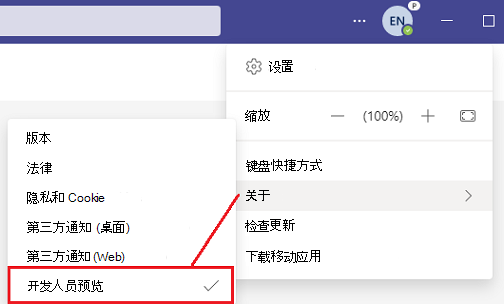 EN
P
设置
缩放
(100%)
键盘快捷方式
关于
检查更新
下载移动应用
版本
法律
隐私和 Cookie
第三方通知 (桌面)
第三方通知 (Web)
开发人员预览